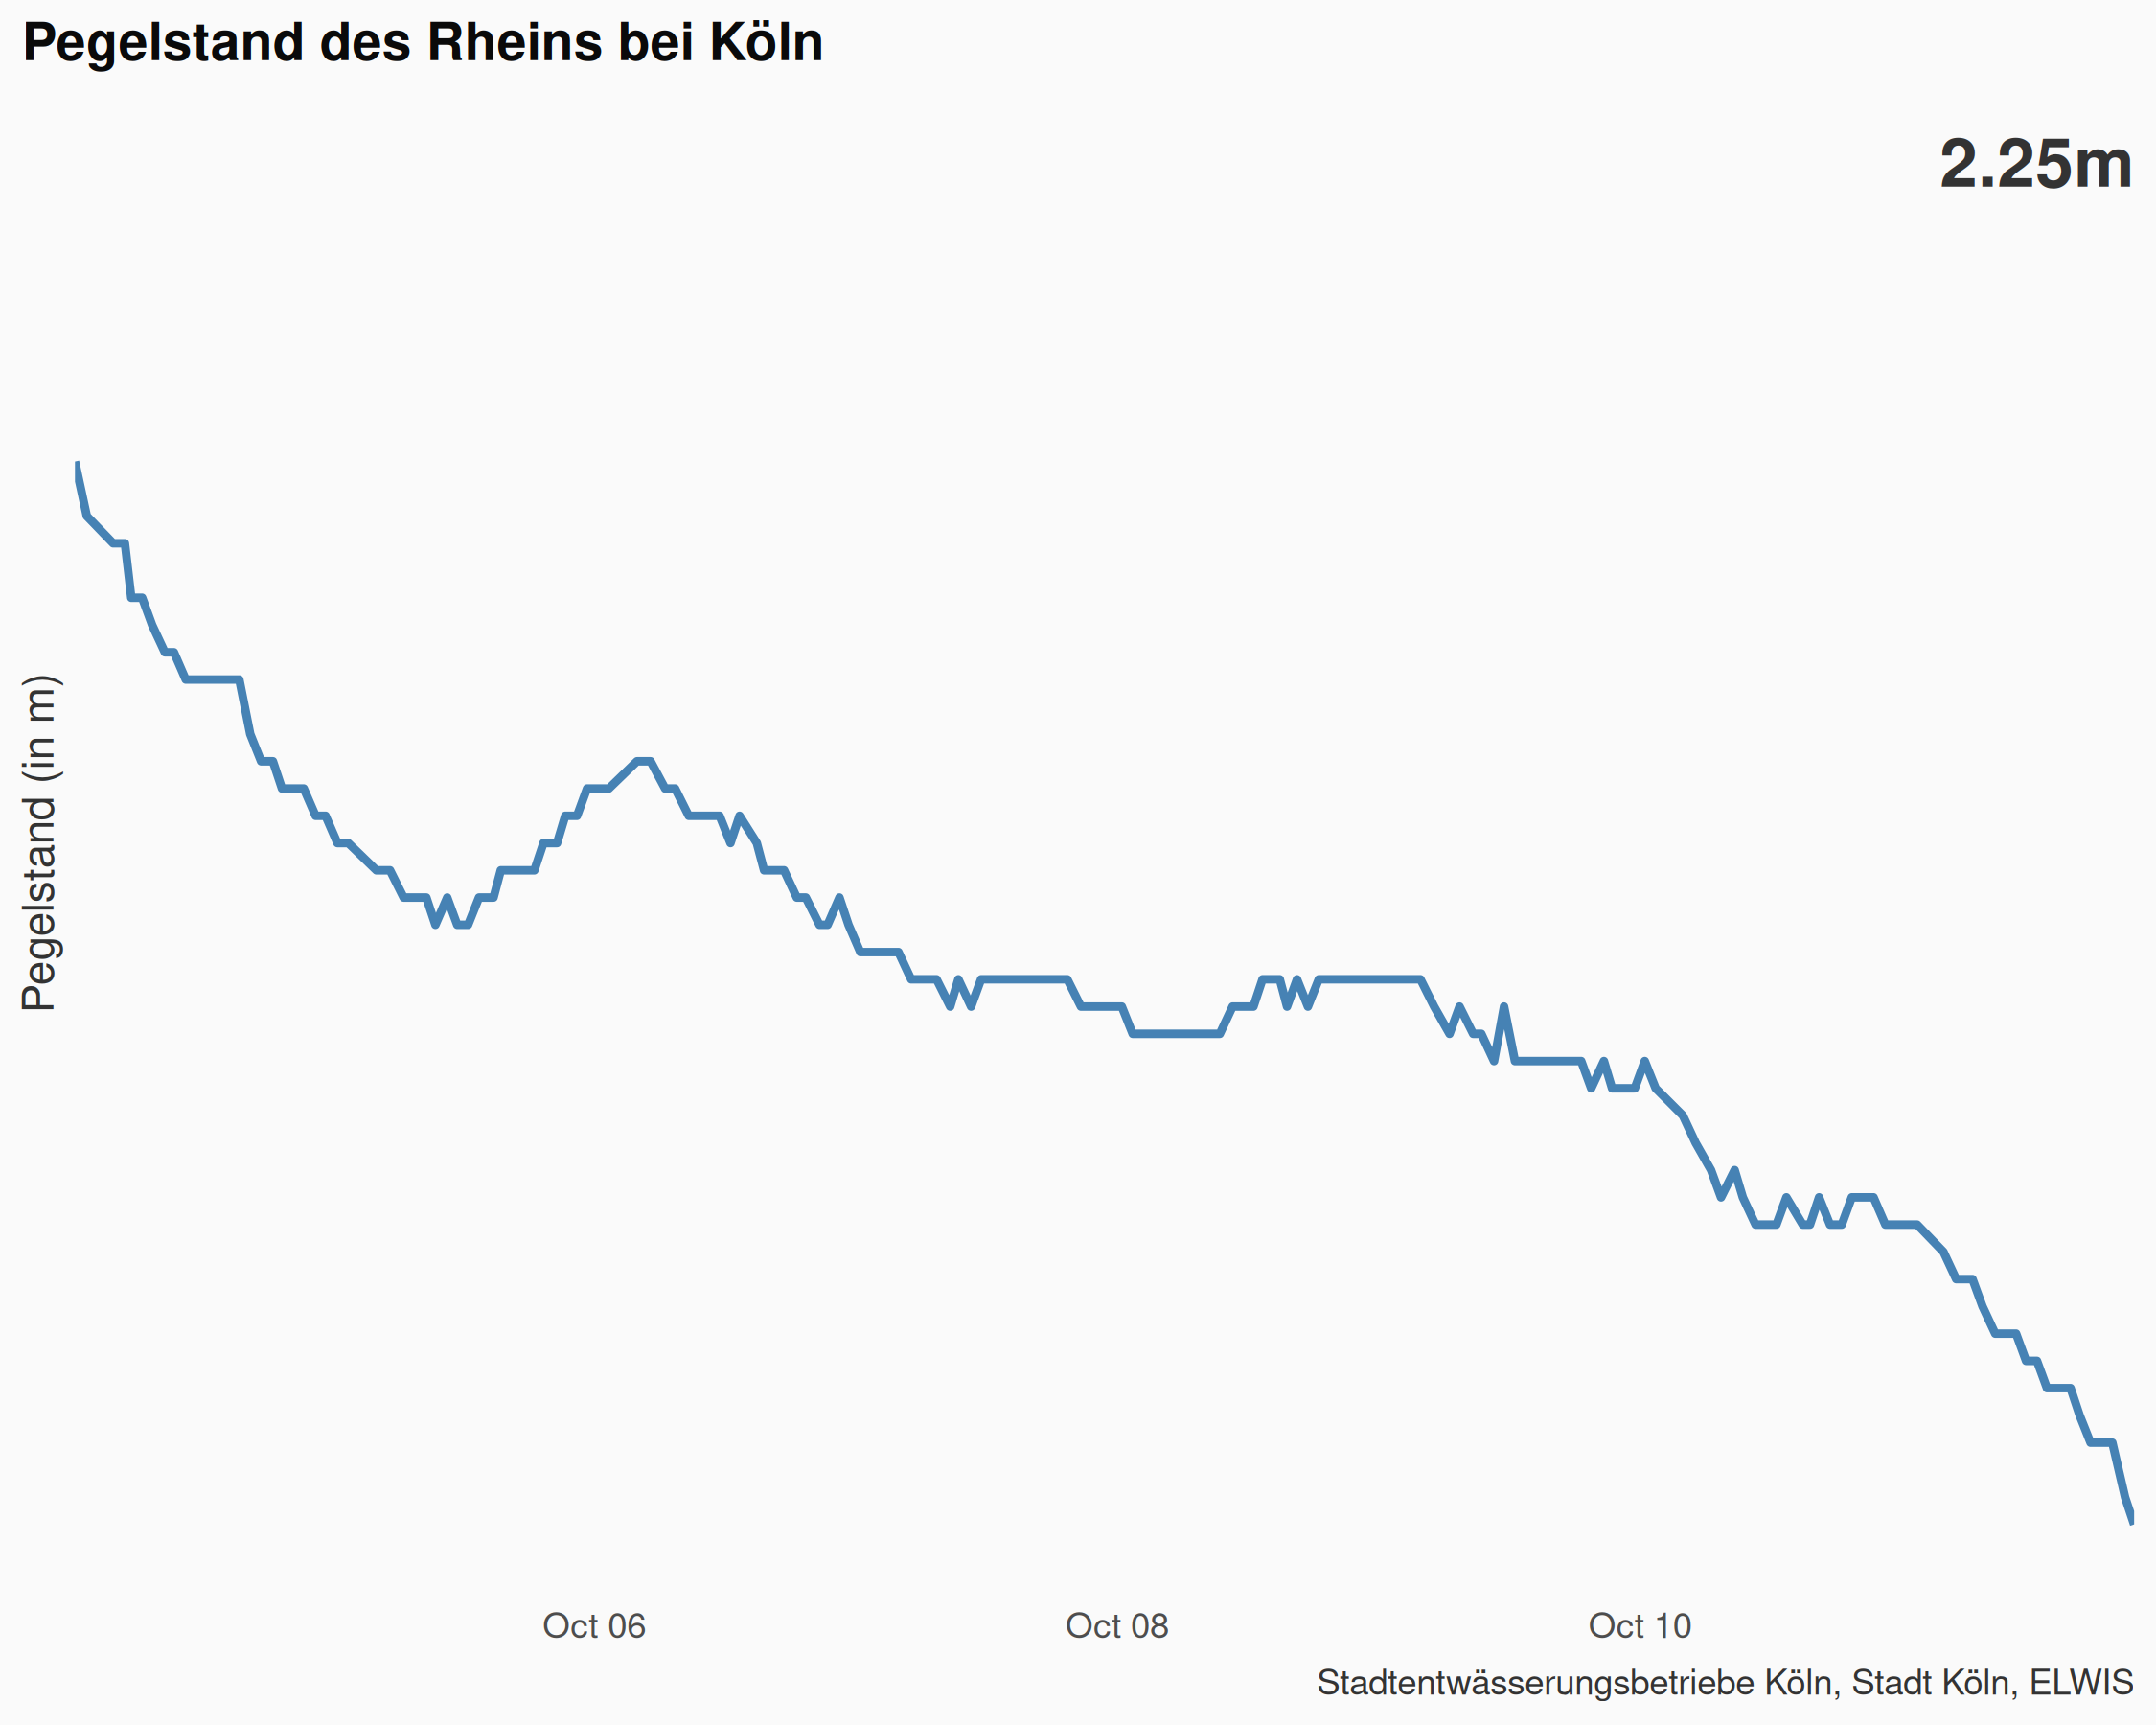 Pegelstand des Rheins bei Köln
2.25m
Pegelstand (in m)
Oct 06
Oct 08
Oct 10
Stadtentwässerungsbetriebe Köln, Stadt Köln, ELWIS